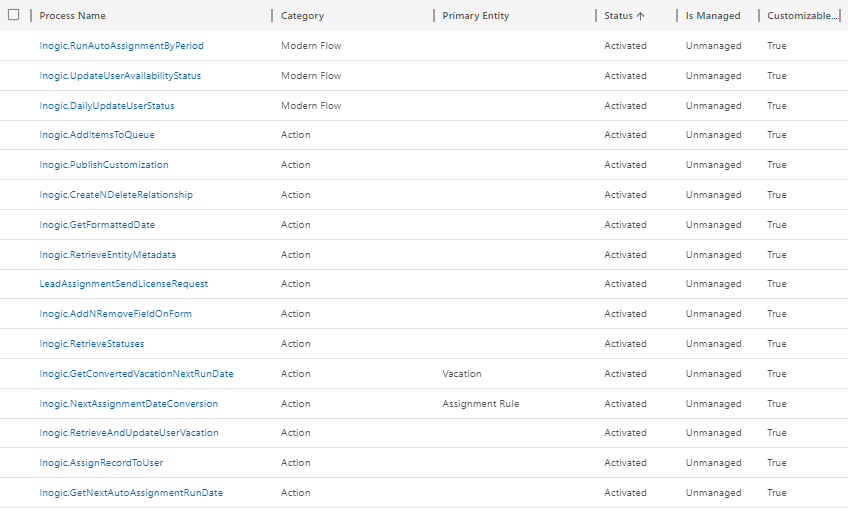 Process Name Category Primary Entity Status ↑ Is Managed Customizable...
Inogic.RunAutoAssignmentByPeriod Modern Flow Activated Unmanaged True
Inogic.UpdateUserAvailabilityStatus Modern Flow Activated Unmanaged True
Inogic.DailyUpdateUserStatus Modern Flow Activated Unmanaged True
Inogic.AddItemsToQueue Action Activated Unmanaged True
Inogic.PublishCustomization Action Activated Unmanaged True
Inogic.CreateNDeleteRelationship Action Activated Unmanaged True
Inogic.GetFormattedDate Action Activated Unmanaged True
Inogic.RetrieveEntityMetadata Action Activated Unmanaged True
LeadAssignmentSendLicenseRequest Action Activated Unmanaged True
Inogic.AddNRemoveFieldOnForm Action Activated Unmanaged True
Inogic.RetrieveStatuses Action Activated Unmanaged True
Inogic.GetConvertedVacationNextRunDate Action Vacation Activated Unmanaged True
Inogic.NextAssignmentDateConversion Action Assignment Rule Activated Unmanaged True
Inogic.RetrieveAndUpdateUserVacation Action Activated Unmanaged True
Inogic.AssignRecordToUser Action Activated Unmanaged True
Inogic.GetNextAutoAssignmentRunDate Action Activated Unmanaged True